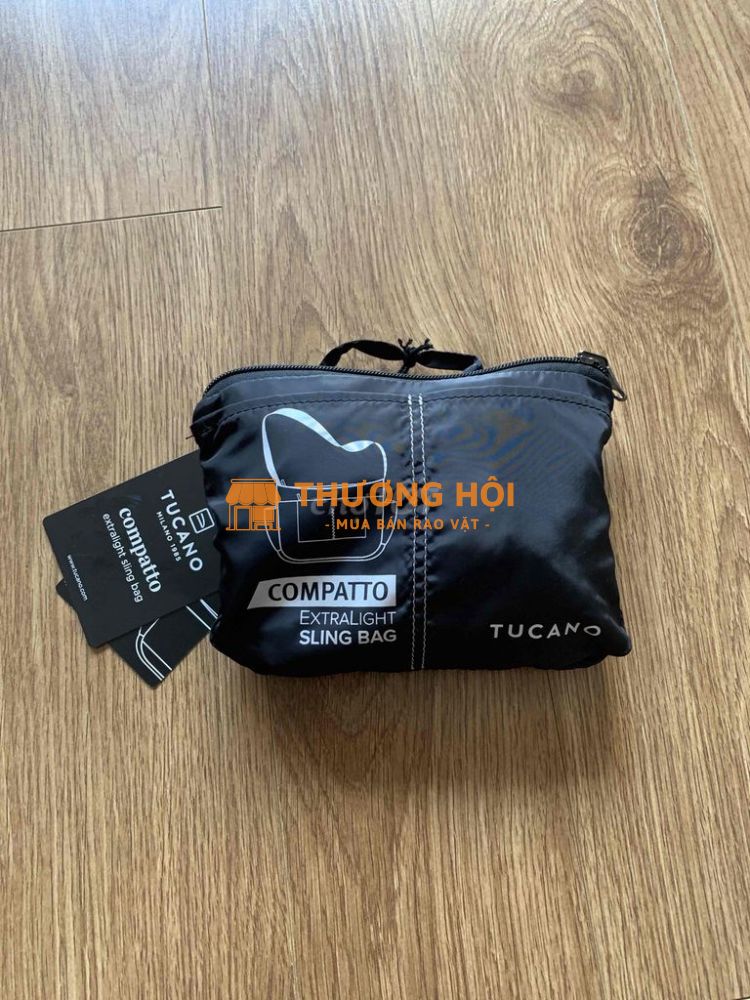 TUCANO
MILANO 1985
compatto
extralight sling bag
www.tucano.com
THƯƠNG HỘI
- MUA BÁN RAO VẶT -
COMPATTO
EXTRALIGHT
SLING BAG
TUCANO